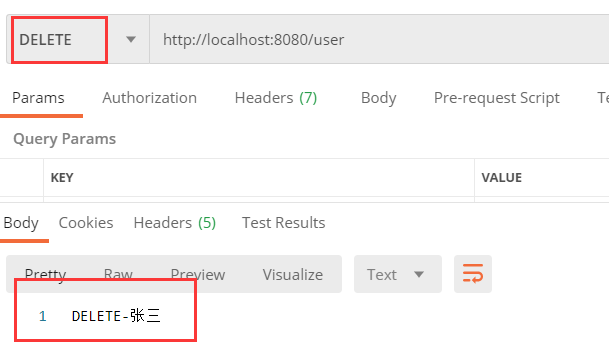 DELETE http://localhost:8080/user
Params Authorization Headers (7) Body Pre-request Script Te
Query Params
KEY VALUE
Body Cookies Headers (5) Test Results
Pretty Raw Preview Visualize Text
1 DELETE-张三